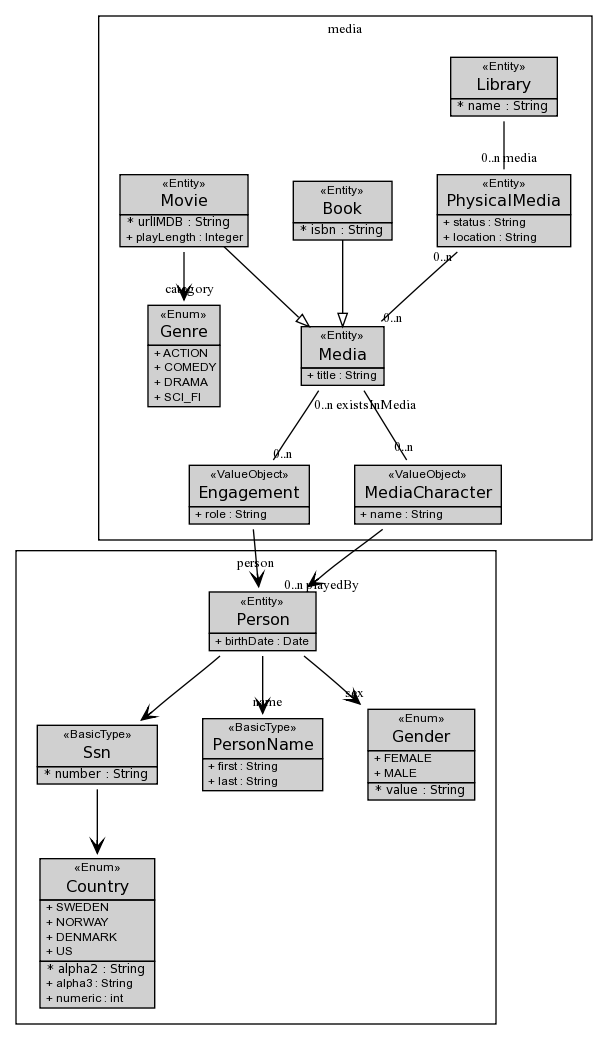 media
«Entity»
Library
* name : String
0..n media
«Entity»
Movie
* urlIMDB : String
+ playLength : Integer
«Entity»
Book
* isbn : String
«Entity»
PhysicalMedia
+ status : String
+ location : String
0..n
category
0..n
«Enum»
Genre
+ ACTION
+ COMEDY
+ DRAMA
+ SCI_FI
«Entity»
Media
+ title : String
0..n existsInMedia
0..n
0..n
«ValueObject»
Engagement
+ role : String
«ValueObject»
MediaCharacter
+ name : String
person
0..n playedBy
«Entity»
Person
+ birthDate : Date
name
sex
«BasicType»
Ssn
* number : String
«BasicType»
PersonName
+ first : String
+ last : String
«Enum»
Gender
+ FEMALE
+ MALE
* value : String
«Enum»
Country
+ SWEDEN
+ NORWAY
+ DENMARK
+ US
* alpha2 : String
+ alpha3 : String
+ numeric : int